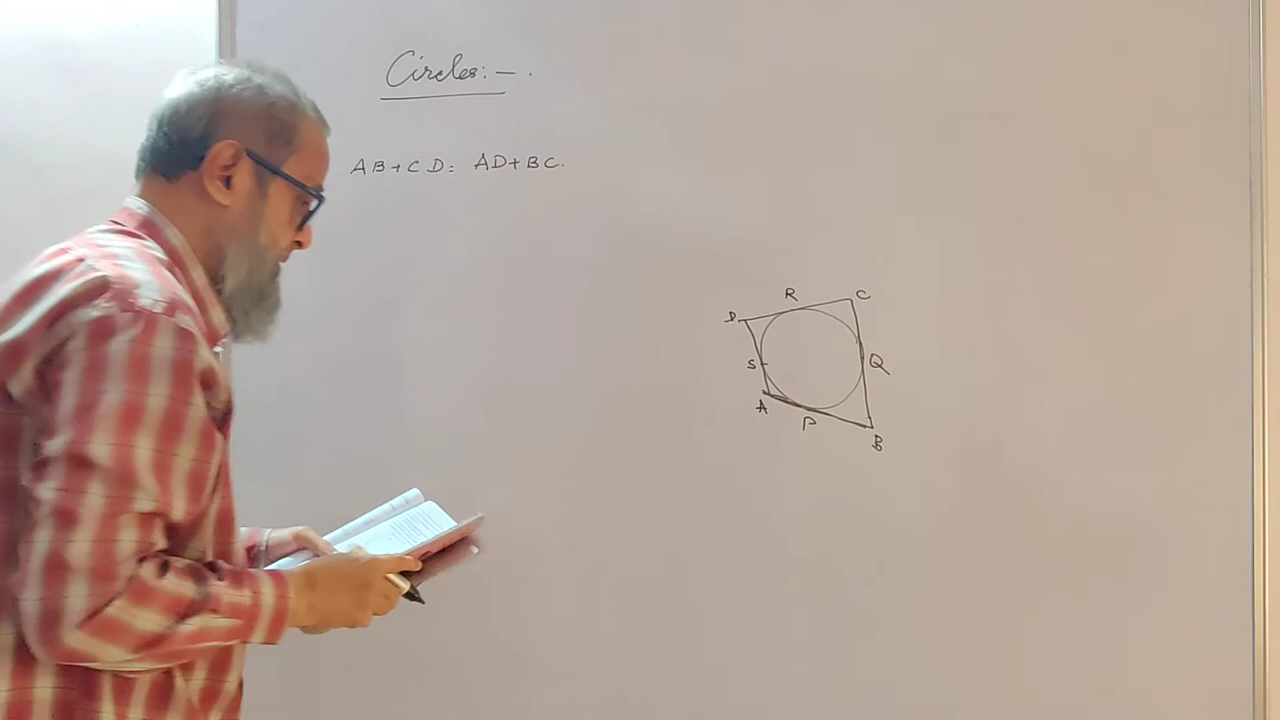 Circles:- .
AB+CD= AD+BC.
R
C
D
S
Q
A
P
B